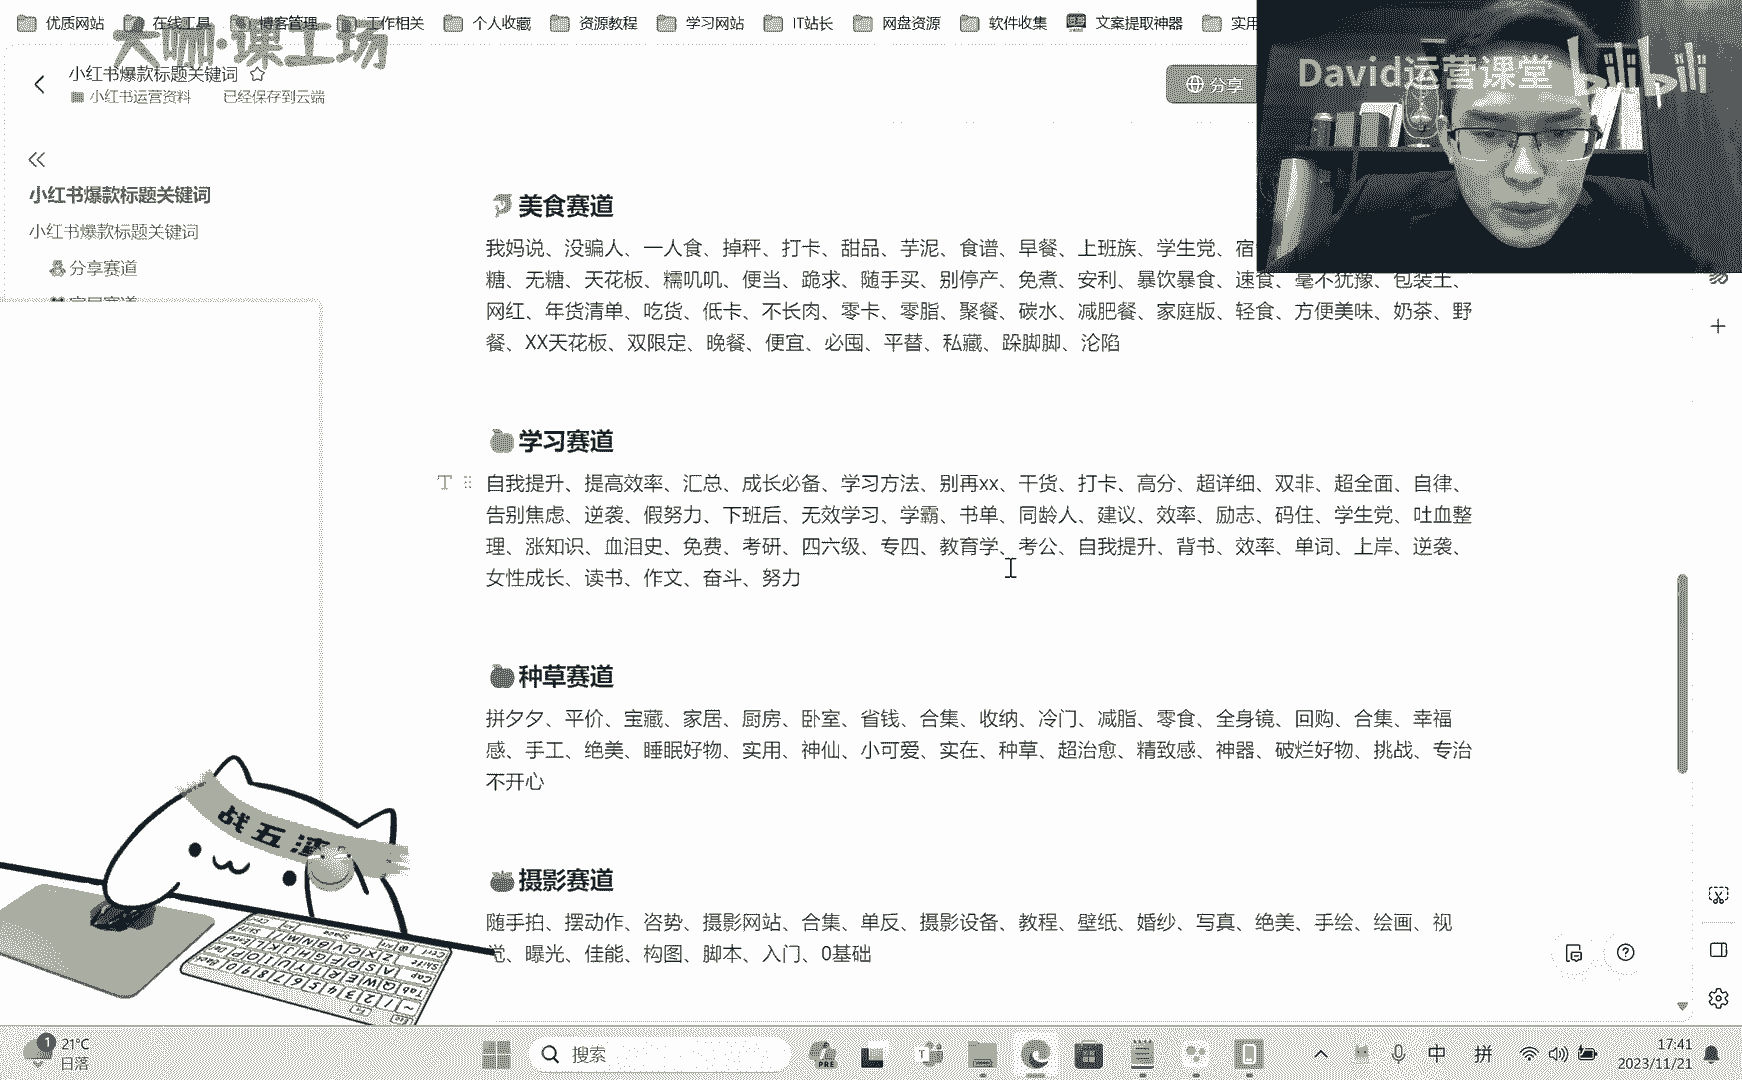 优质网站 在线工具 博客管理 工作相关 个人收藏 资源教程 学习网站 IT站长 网盘资源 软件收集 文案提取神器 实用
大咖·课工场
David运营课堂 bilibili
小红书爆款标题关键词
小红书运营资料 已经保存到云端
分享
小红书爆款标题关键词
小红书爆款标题关键词
分享赛道
美食赛道
我妈说、没骗人、一人食、掉秤、打卡、甜品、芋泥、食谱、早餐、上班族、学生党、宿
糖、无糖、天花板、糯叽叽、便当、跪求、随手买、别停产、免煮、安利、暴饮暴食、速食、毫不犹豫、包装土、
网红、年货清单、吃货、低卡、不长肉、零卡、零脂、聚餐、碳水、减肥餐、家庭版、轻食、方便美味、奶茶、野
餐、XX天花板、双限定、晚餐、便宜、必囤、平替、私藏、跺脚脚、沦陷
学习赛道
自我提升、提高效率、汇总、成长必备、学习方法、别再xx、干货、打卡、高分、超详细、双非、超全面、自律、
告别焦虑、逆袭、假努力、下班后、无效学习、学霸、书单、同龄人、建议、效率、励志、码住、学生党、吐血整
理、涨知识、血泪史、免费、考研、四六级、专四、教育学、考公、自我提升、背书、效率、单词、上岸、逆袭、
女性成长、读书、作文、奋斗、努力
种草赛道
拼夕夕、平价、宝藏、家居、厨房、卧室、省钱、合集、收纳、冷门、减脂、零食、全身镜、回购、合集、幸福
感、手工、绝美、睡眠好物、实用、神仙、小可爱、实在、种草、超治愈、精致感、神器、破烂好物、挑战、专治
不开心
摄影赛道
随手拍、摆动作、咨势、摄影网站、合集、单反、摄影设备、教程、壁纸、婚纱、写真、绝美、手绘、绘画、视
觉、曝光、佳能、构图、脚本、入门、0基础
战五渣
1 21°C
日落
搜索
中 拼
17:41
2023/11/21